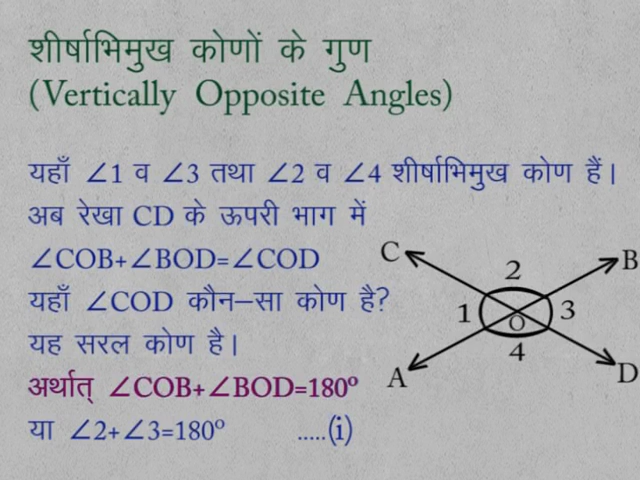 शीर्षाभिमुख कोणों के गुण
(Vertically Opposite Angles)
यहाँ ∠1 व ∠3 तथा ∠2 व ∠4 शीर्षाभिमुख कोण हैं।
अब रेखा CD के ऊपरी भाग में
∠COB+∠BOD=∠COD
यहाँ ∠COD कौन–सा कोण है?
यह सरल कोण है।
अर्थात् ∠COB+∠BOD=180°
या ∠2+∠3=180° .....(i)
C
B
2
1
3
O
4
A
D